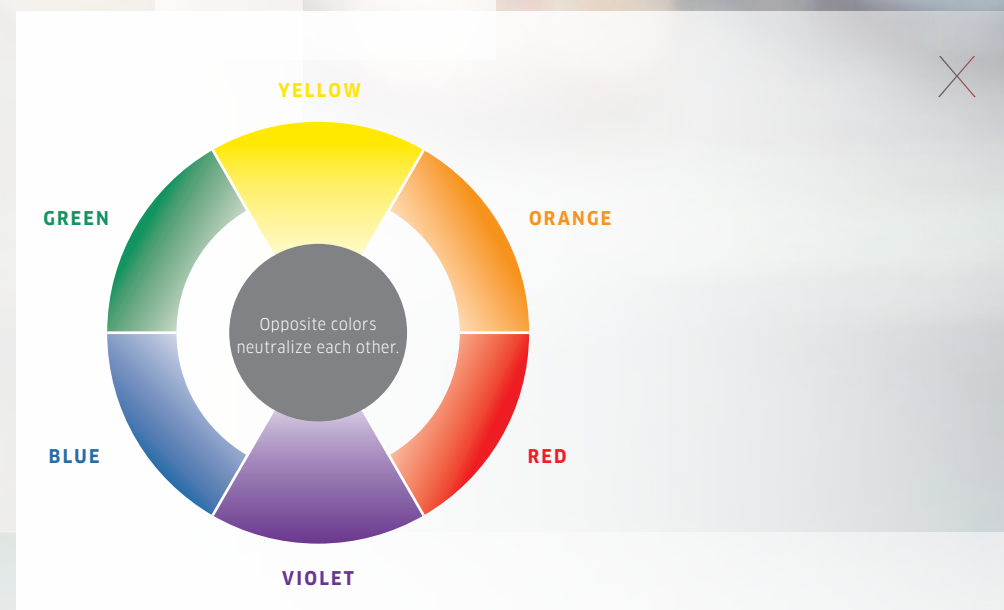 YELLOW
GREEN
ORANGE
Opposite colors
neutralize each other.
BLUE
RED
VIOLET